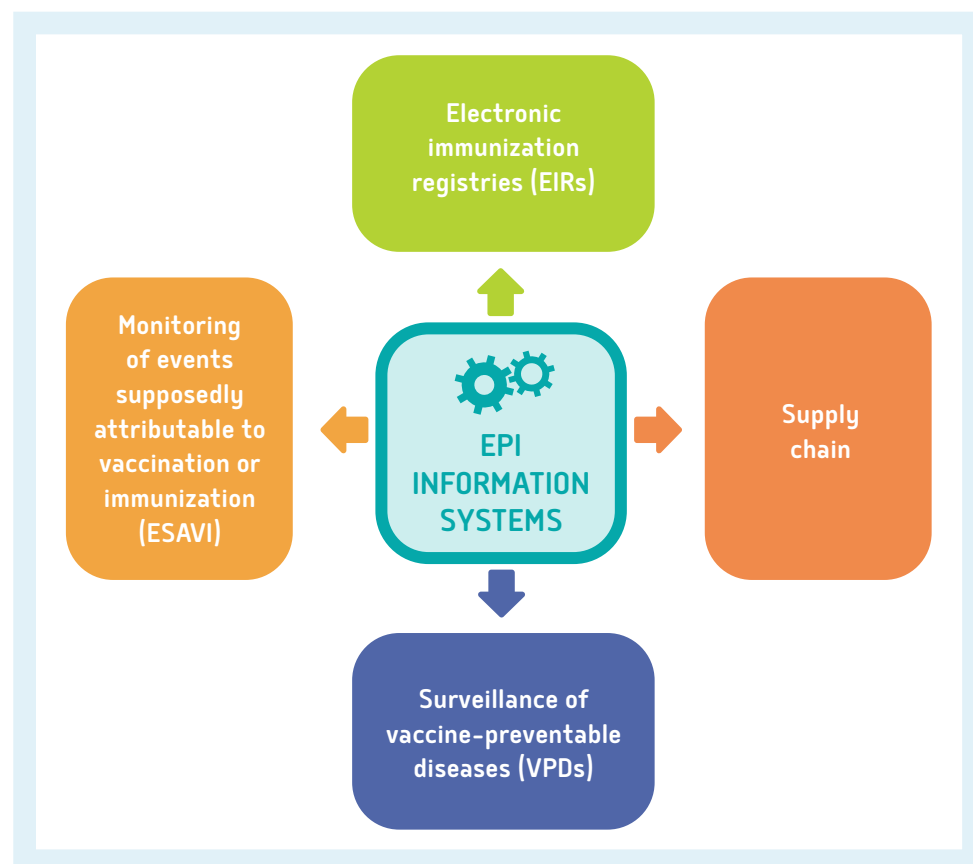 Electronic
immunization
registries (EIRs)
Monitoring
of events
supposedly
attributable to
vaccination or
immunization
(ESAVI)
EPI
INFORMATION
SYSTEMS
Supply
chain
Surveillance of
vaccine-preventable
diseases (VPDs)